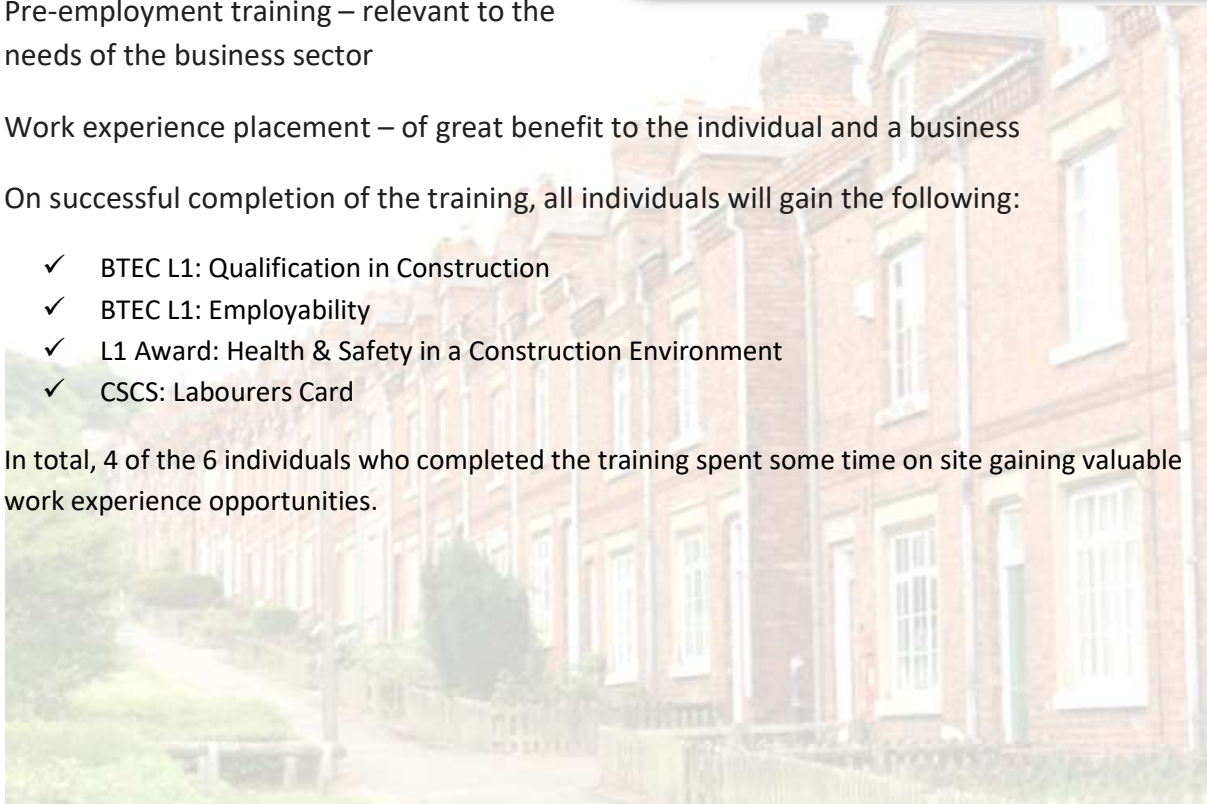 Pre-employment training – relevant to the
needs of the business sector
Work experience placement – of great benefit to the individual and a business
On successful completion of the training, all individuals will gain the following:
✓ BTEC L1: Qualification in Construction
✓ BTEC L1: Employability
✓ L1 Award: Health & Safety in a Construction Environment
✓ CSCS: Labourers Card
In total, 4 of the 6 individuals who completed the training spent some time on site gaining valuable
work experience opportunities.